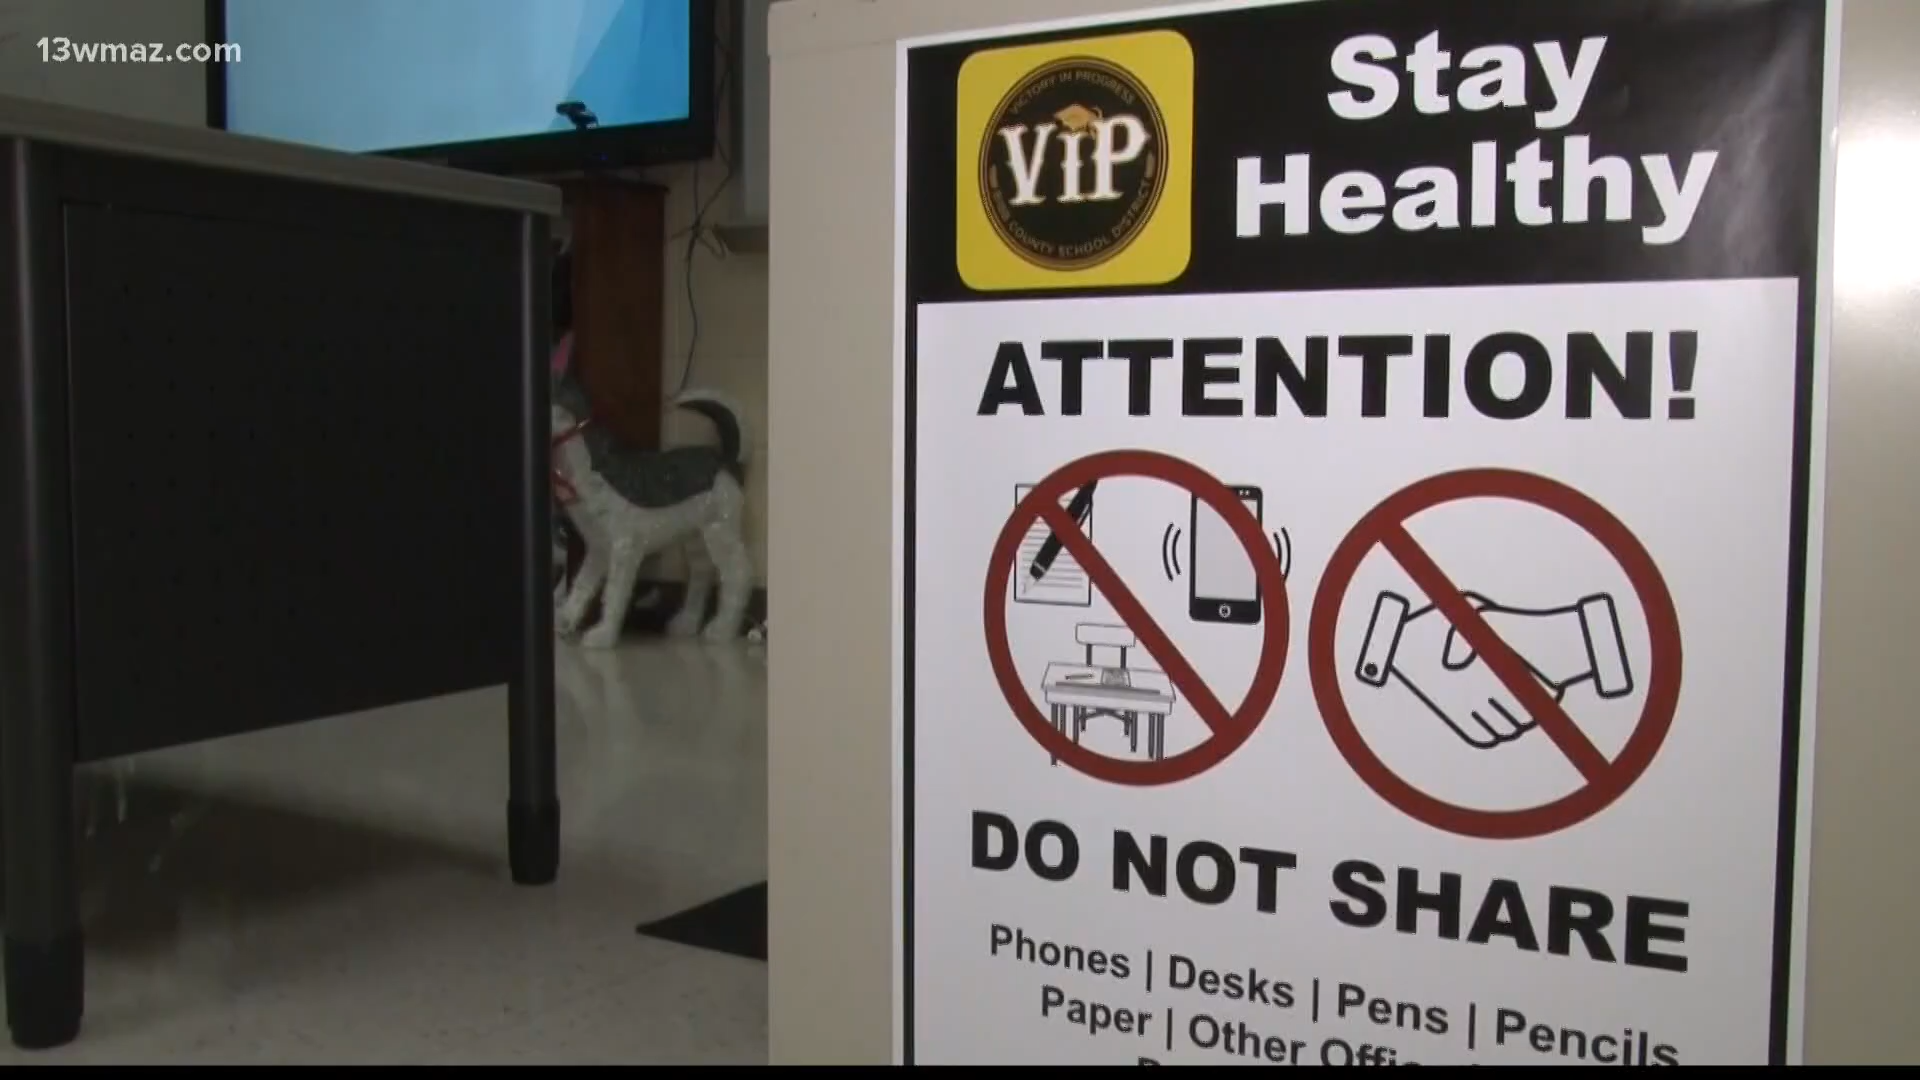 13wmaz.com
VICTORY IN PROGRESS
VIP
COUNTY SCHOOL DISTRICT
Stay
Healthy
ATTENTION!
DO NOT SHARE
Phones | Desks | Pens | Pencils
Paper | Other